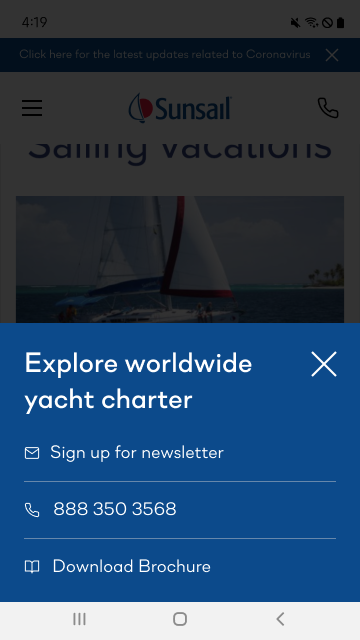 4:19
Click here for the latest updates related to Coronavirus
Sunsail
Sailing Vacations
Explore worldwide
yacht charter
Sign up for newsletter
888 350 3568
Download Brochure